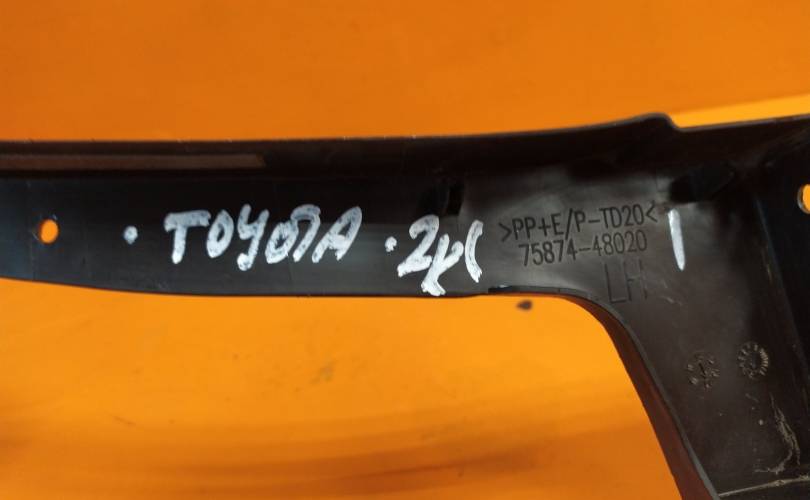 TOYOTA
>PP+E/P-TD20<
75874-48020
LH